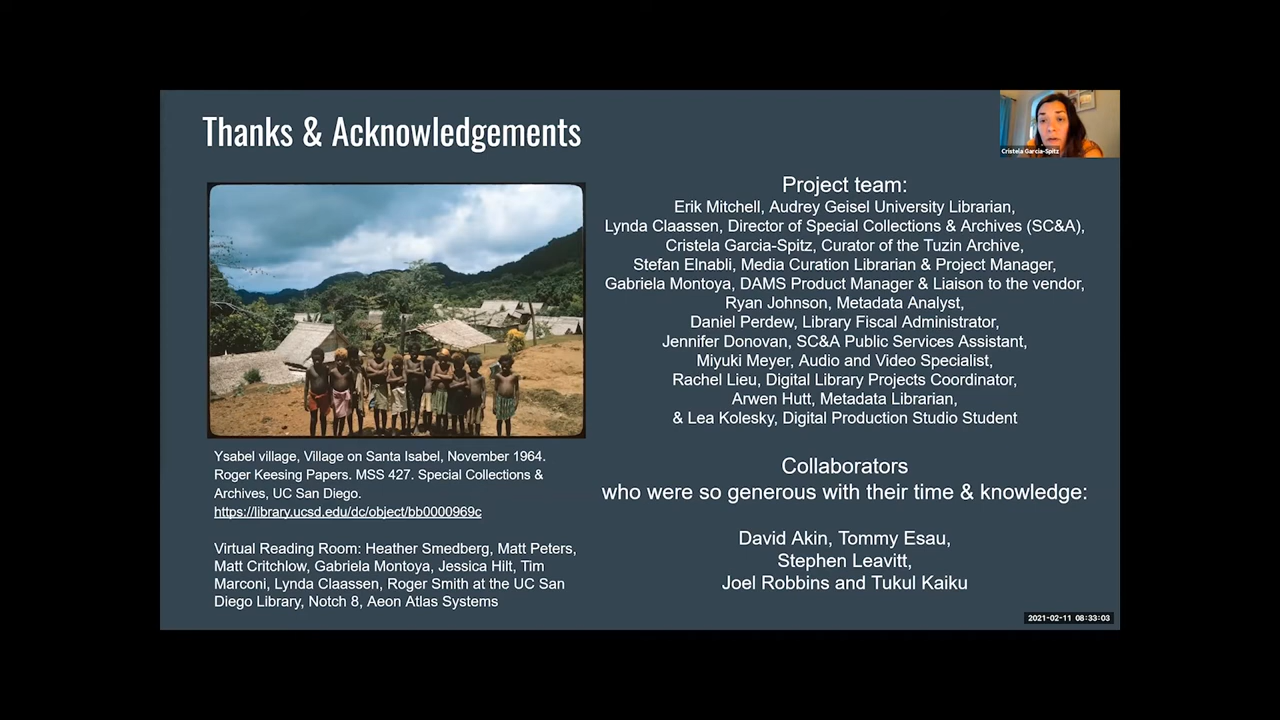 Thanks & Acknowledgements
Cristela Garcia-Spitz
Ysabel village, Village on Santa Isabel, November 1964.
Roger Keesing Papers. MSS 427. Special Collections &
Archives, UC San Diego.
https://library.ucsd.edu/dc/object/bb0000969c
Virtual Reading Room: Heather Smedberg, Matt Peters,
Matt Critchlow, Gabriela Montoya, Jessica Hilt, Tim
Marconi, Lynda Claassen, Roger Smith at the UC San
Diego Library, Notch 8, Aeon Atlas Systems
Project team:
Erik Mitchell, Audrey Geisel University Librarian,
Lynda Claassen, Director of Special Collections & Archives (SC&A),
Cristela Garcia-Spitz, Curator of the Tuzin Archive,
Stefan Elnabli, Media Curation Librarian & Project Manager,
Gabriela Montoya, DAMS Product Manager & Liaison to the vendor,
Ryan Johnson, Metadata Analyst,
Daniel Perdew, Library Fiscal Administrator,
Jennifer Donovan, SC&A Public Services Assistant,
Miyuki Meyer, Audio and Video Specialist,
Rachel Lieu, Digital Library Projects Coordinator,
Arwen Hutt, Metadata Librarian,
& Lea Kolesky, Digital Production Studio Student
Collaborators
who were so generous with their time & knowledge:
David Akin, Tommy Esau,
Stephen Leavitt,
Joel Robbins and Tukul Kaiku
2021-02-11 08:33:03